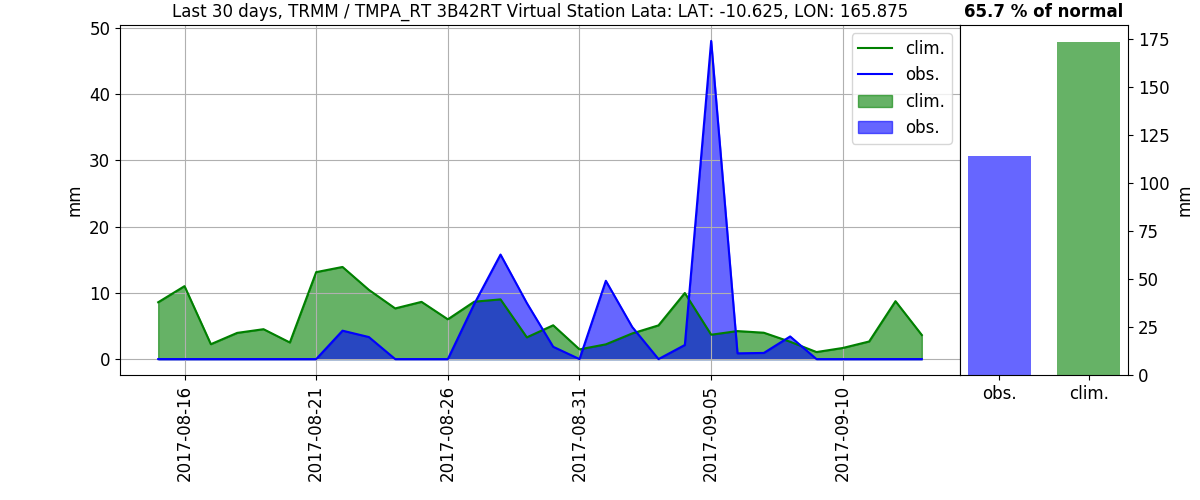 Last 30 days, TRMM / TMPA_RT 3B42RT Virtual Station Lata: LAT: -10.625, LON: 165.875
65.7 % of normal
50
40
30
20
10
0
mm
clim.
obs.
clim.
obs.
2017-08-16
2017-08-21
2017-08-26
2017-08-31
2017-09-05
2017-09-10
175
150
125
100
75
50
25
0
mm
obs.
clim.